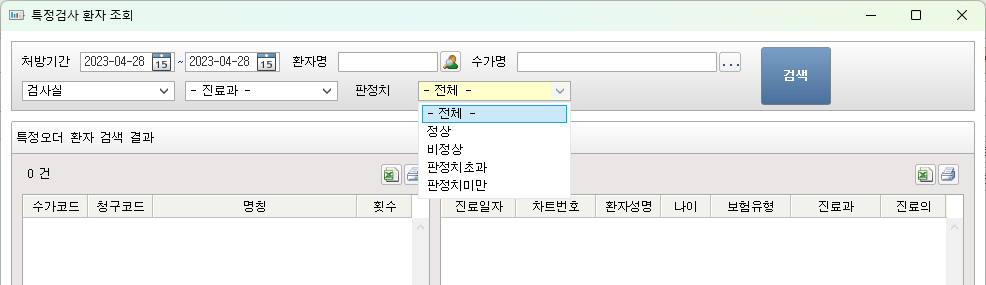 특정검사 환자 조회
처방기간 2023-04-28 15 ~ 2023-04-28 15 환자명 수가명 ... 검색
검사실 - 진료과 - 판정치 - 전체 -
- 전체 -
정상
비정상
판정치초과
판정치미만
특정오더 환자 검색 결과
0 건
수가코드 청구코드 명칭 횟수
진료일자 차트번호 환자성명 나이 보험유형 진료과 진료의